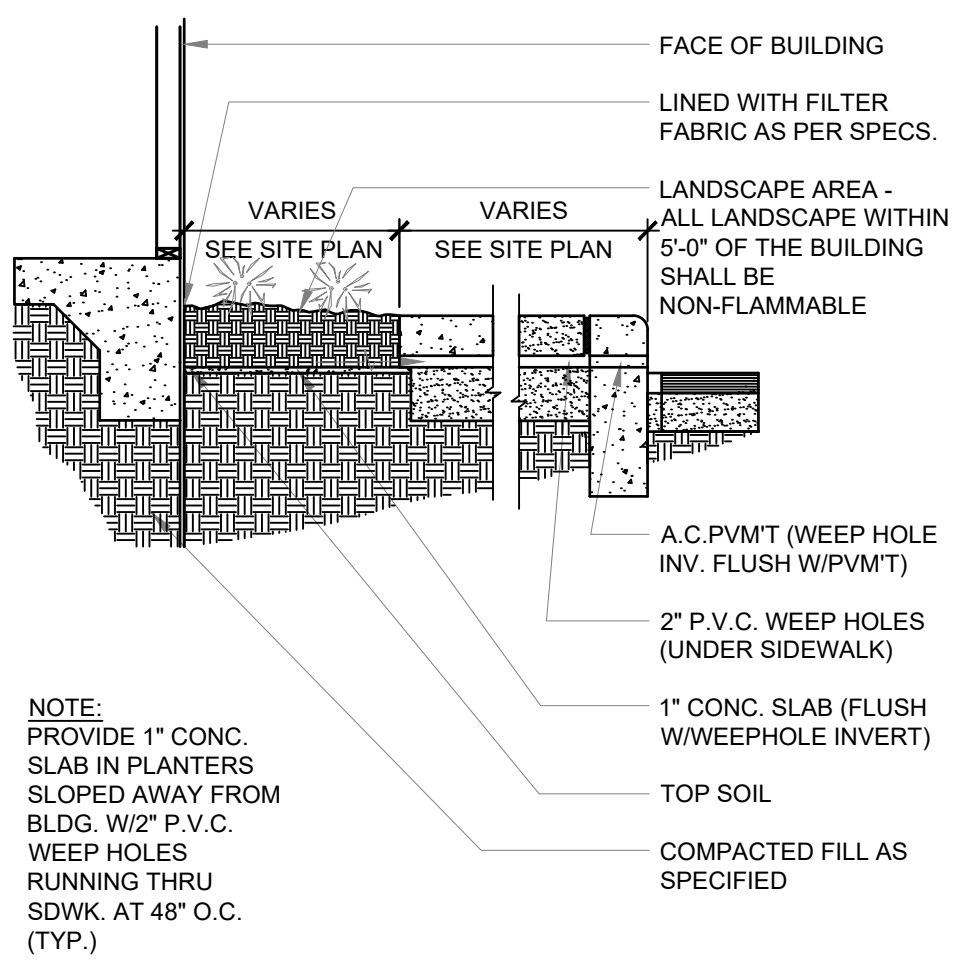 FACE OF BUILDING
LINED WITH FILTER
FABRIC AS PER SPECS.
LANDSCAPE AREA -
ALL LANDSCAPE WITHIN
5'-0" OF THE BUILDING
SHALL BE
NON-FLAMMABLE
VARIES
SEE SITE PLAN
VARIES
SEE SITE PLAN
A.C.PVM'T (WEEP HOLE
INV. FLUSH W/PVM'T)
2" P.V.C. WEEP HOLES
(UNDER SIDEWALK)
1" CONC. SLAB (FLUSH
W/WEEPHOLE INVERT)
TOP SOIL
COMPACTED FILL AS
SPECIFIED
NOTE:
PROVIDE 1" CONC.
SLAB IN PLANTERS
SLOPED AWAY FROM
BLDG. W/2" P.V.C.
WEEP HOLES
RUNNING THRU
SDWK. AT 48" O.C.
(TYP.)